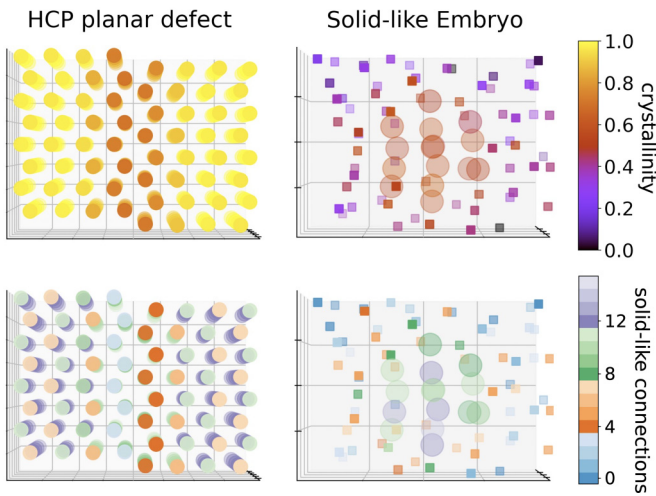 HCP planar defect
Solid-like Embryo
1.0
0.8
0.6
0.4
0.2
0.0
crystallinity
12
8
4
0
solid-like connections